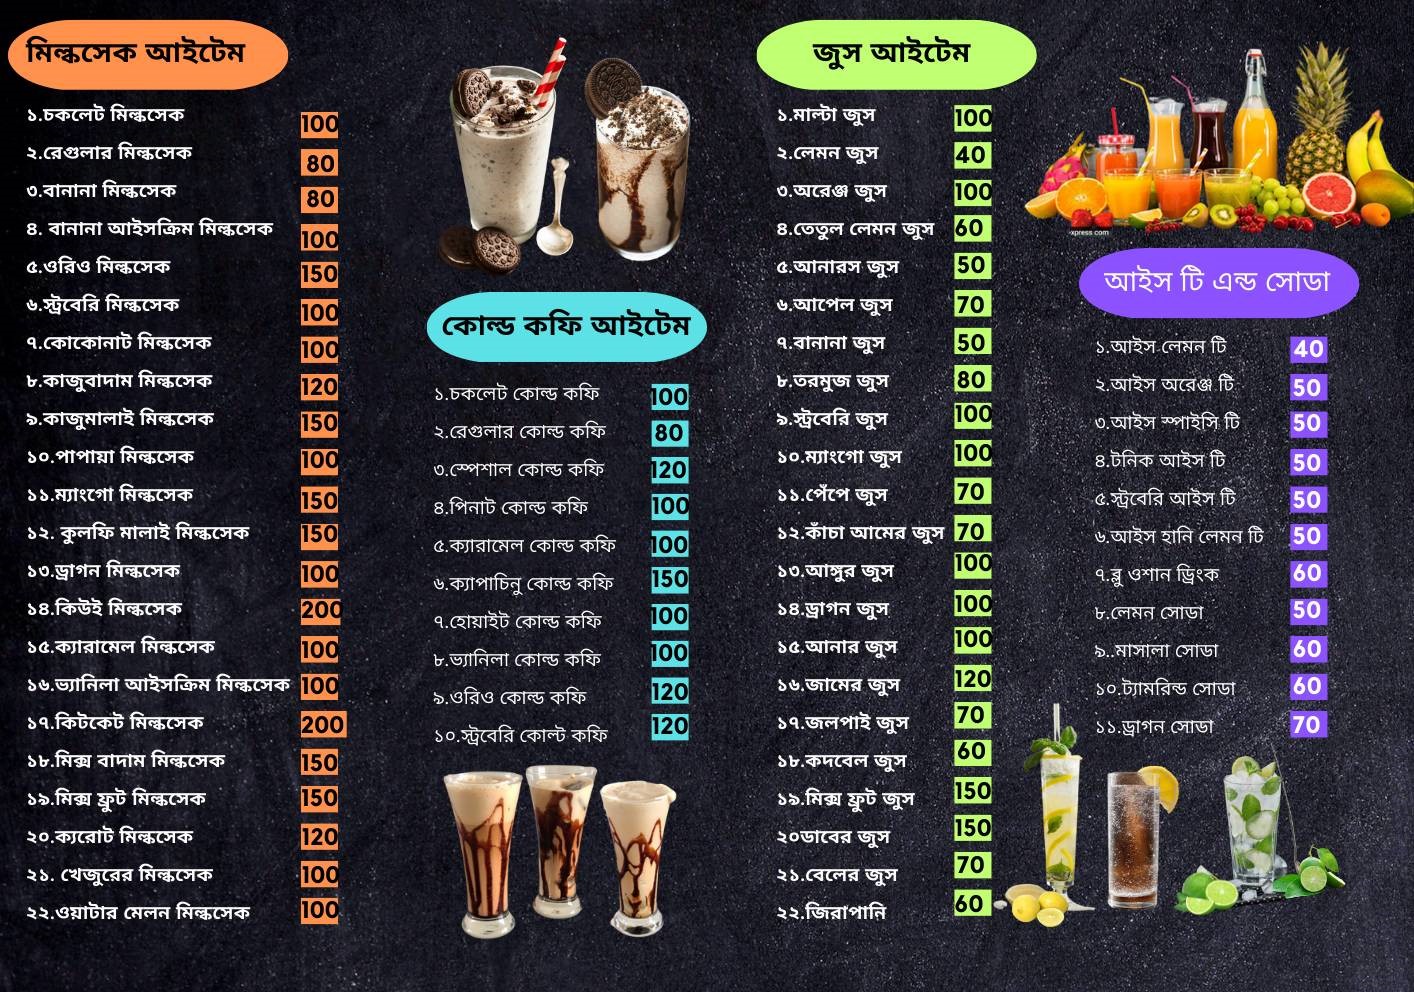 মিল্কসেক আইটেম
১.চকলেট মিল্কসেক 100
২.রেগুলার মিল্কসেক 80
৩.বানানা মিল্কসেক 80
৪. বানানা আইসক্রিম মিল্কসেক 100
৫.ওরিও মিল্কসেক 150
৬.স্ট্রবেরি মিল্কসেক 100
৭.কোকোনাট মিল্কসেক 100
৮.কাজুবাদাম মিল্কসেক 120
৯.কাজুমালাই মিল্কসেক 150
১০.পাপায়া মিল্কসেক 100
১১.ম্যাংগো মিল্কসেক 150
১২. কুলফি মালাই মিল্কসেক 150
১৩.ড্রাগন মিল্কসেক 100
১৪.কিউই মিল্কসেক 200
১৫.ক্যারামেল মিল্কসেক 100
১৬.ভ্যানিলা আইসক্রিম মিল্কসেক 100
১৭.কিটকেট মিল্কসেক 200
১৮.মিক্স বাদাম মিল্কসেক 150
১৯.মিক্স ফ্রুট মিল্কসেক 150
২০.ক্যরোট মিল্কসেক 120
২১. খেজুরের মিল্কসেক 100
২২.ওয়াটার মেলন মিল্কসেক 100
কোল্ড কফি আইটেম
১.চকলেট কোল্ড কফি 100
২.রেগুলার কোল্ড কফি 80
৩.স্পেশাল কোল্ড কফি 120
৪.পিনাট কোল্ড কফি 100
৫.ক্যারামেল কোল্ড কফি 100
৬.ক্যাপাচিনু কোল্ড কফি 150
৭.হোয়াইট কোল্ড কফি 100
৮.ভ্যানিলা কোল্ড কফি 100
৯.ওরিও কোল্ড কফি 120
১০.স্ট্রবেরি কোল্ট কফি 120
জুস আইটেম
১.মাল্টা জুস 100
২.লেমন জুস 40
৩.অরেঞ্জ জুস 100
৪.তেতুল লেমন জুস 60
৫.আনারস জুস 50
৬.আপেল জুস 70
৭.বানানা জুস 50
৮.তরমুজ জুস 80
৯.স্ট্রবেরি জুস 100
১০.ম্যাংগো জুস 100
১১.পেঁপে জুস 70
১২.কাঁচা আমের জুস 70
১৩.আঙ্গুর জুস 100
১৪.ড্রাগন জুস 100
১৫.আনার জুস 100
১৬.জামের জুস 120
১৭.জলপাই জুস 70
১৮.কদবেল জুস 60
১৯.মিক্স ফ্রুট জুস 150
২০ডাবের জুস 150
২১.বেলের জুস 70
২২.জিরাপানি 60
-xpress.com
আইস টি এন্ড সোডা
১.আইস লেমন টি 40
২.আইস অরেঞ্জ টি 50
৩.আইস স্পাইসি টি 50
৪.টনিক আইস টি 50
৫.স্ট্রবেরি আইস টি 50
৬.আইস হানি লেমন টি 50
৭.ব্লু ওশান ড্রিংক 60
৮.লেমন সোডা 50
৯..মাসালা সোডা 60
১০.ট্যামরিন্ড সোডা 60
১১.ড্রাগন সোডা 70